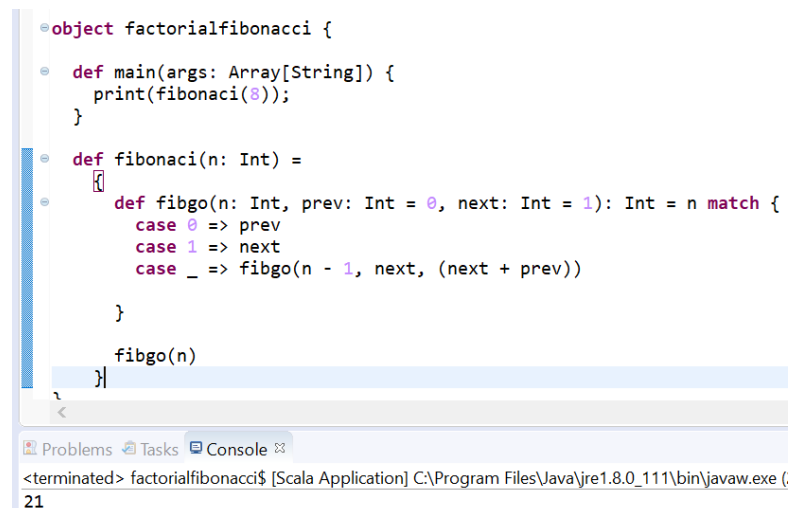 object factorialfibonacci {
def main(args: Array[String]) {
print(fibonaci(8));
}
def fibonaci(n: Int) =
{
def fibgo(n: Int, prev: Int = 0, next: Int = 1): Int = n match {
case 0 => prev
case 1 => next
case _ => fibgo(n - 1, next, (next + prev))
}
fibgo(n)
}
}
Problems Tasks Console
<terminated> factorialfibonacci$ [Scala Application] C:\Program Files\Java\jre1.8.0_111\bin\javaw.exe (
21